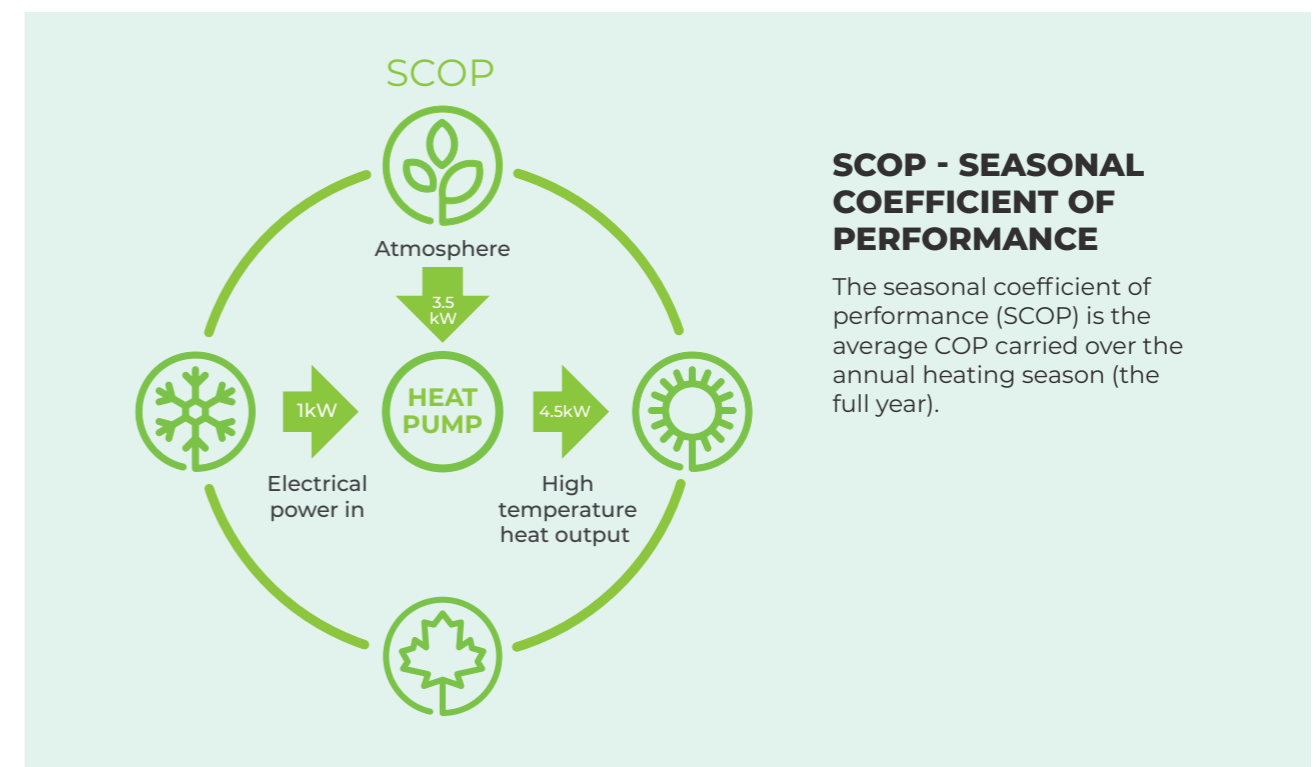 SCOP
Atmosphere
3.5
kW
1kW
HEAT
PUMP
4.5kW
Electrical
power in
High
temperature
heat output
SCOP - SEASONAL
COEFFICIENT OF
PERFORMANCE
The seasonal coefficient of
performance (SCOP) is the
average COP carried over the
annual heating season (the
full year).